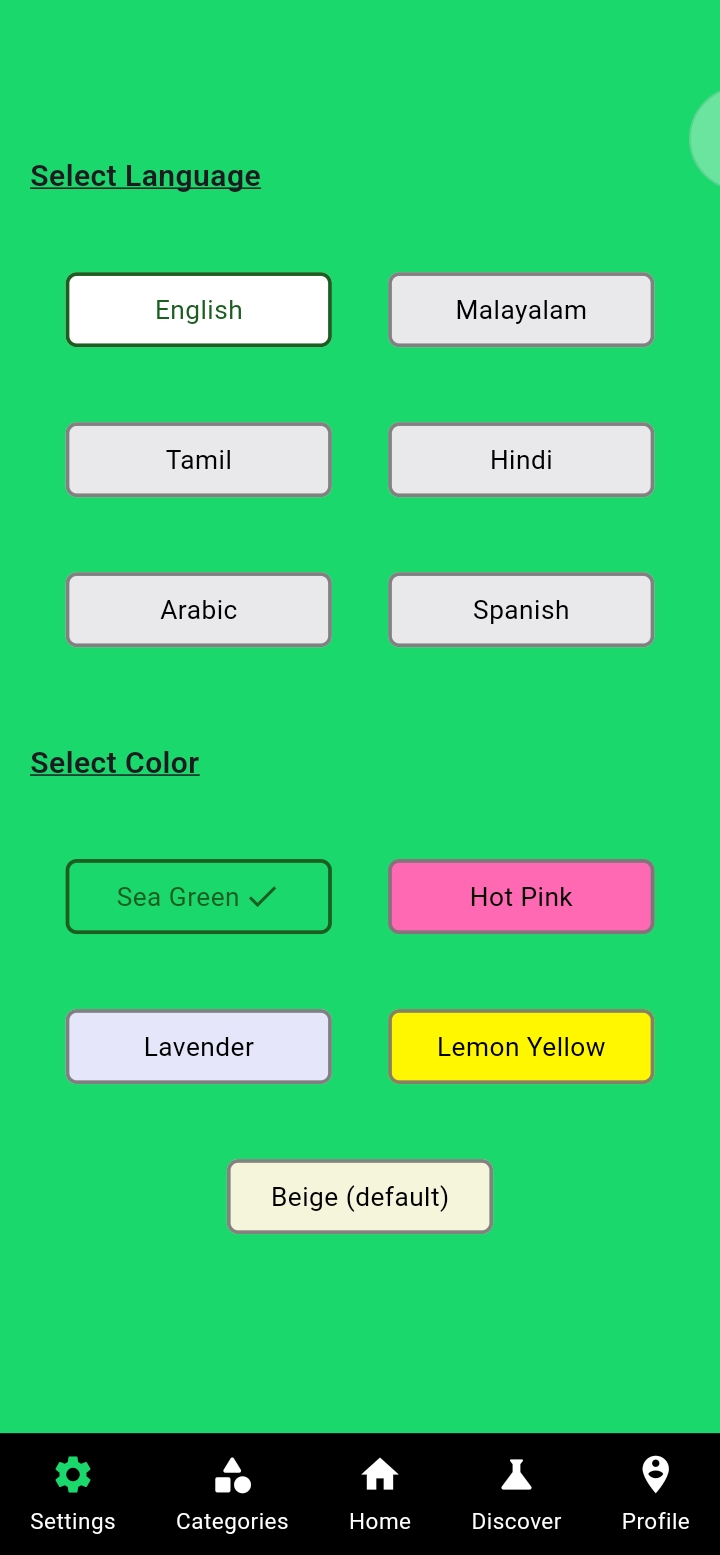 Select Language
English
Malayalam
Tamil
Hindi
Arabic
Spanish
Select Color
Sea Green
Hot Pink
Lavender
Lemon Yellow
Beige (default)
Settings
Categories
Home
Discover
Profile